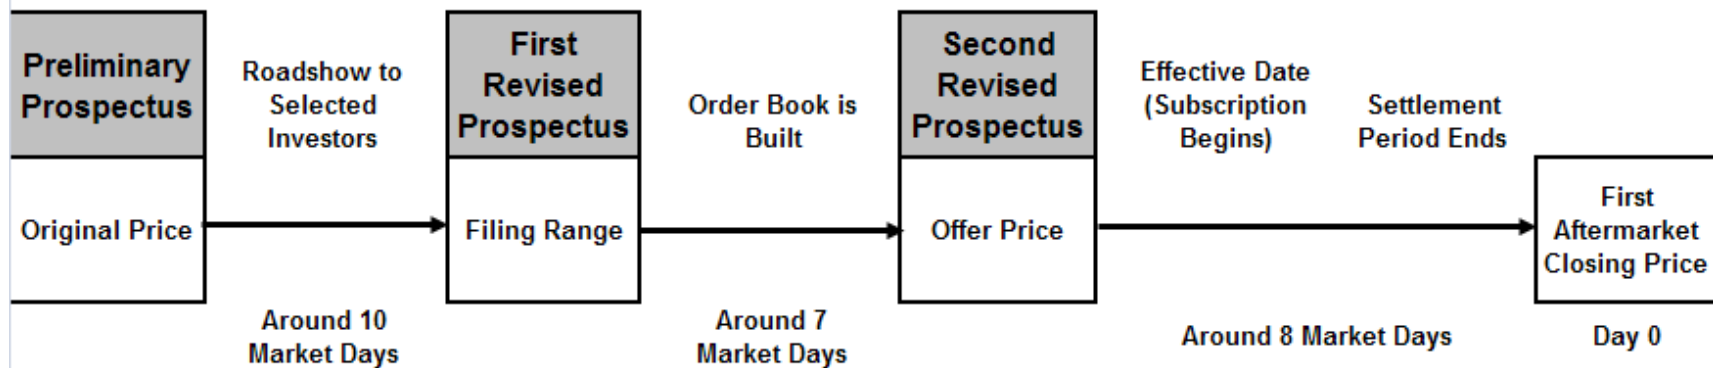 Preliminary
Prospectus
Original Price
Roadshow to
Selected
Investors
Around 10
Market Days
First
Revised
Prospectus
Filing Range
Order Book is
Built
Around 7
Market Days
Second
Revised
Prospectus
Offer Price
Effective Date
(Subscription
Begins)
Settlement
Period Ends
Around 8 Market Days
First
Aftermarket
Closing Price
Day 0